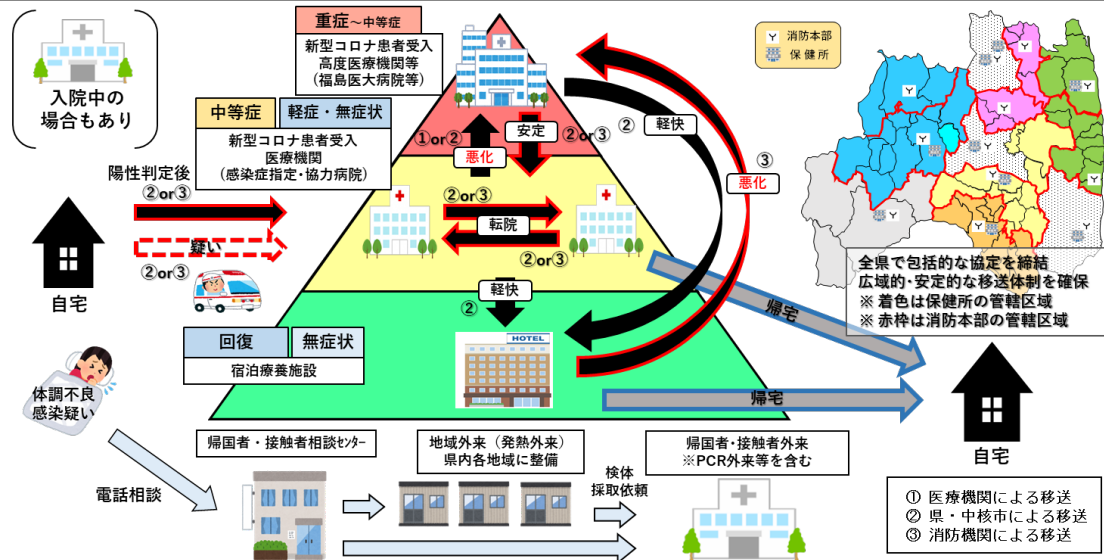 入院中の
場合もあり
重症～中等症
新型コロナ患者受入
高度医療機関等
(福島医大病院等)
中等症
軽症・無症状
新型コロナ患者受入
医療機関
(感染症指定・協力病院)
陽性判定後
②or③
疑い
②or③
自宅
①or②
悪化
安定
②or③
②or③
転院
②or③
軽快
②
②
軽快
③
悪化
消防本部
保健所
全県で包括的な協定を締結
広域的・安定的な移送体制を確保
※ 着色は保健所の管轄区域
※ 赤枠は消防本部の管轄区域
帰宅
帰宅
自宅
回復
無症状
宿泊療養施設
HOTEL
体調不良
感染疑い
電話相談
帰国者・接触者相談ｾﾝﾀｰ
地域外来（発熱外来）
県内各地域に整備
検体
採取依頼
帰国者・接触者外来
※PCR外来等を含む
① 医療機関による移送
② 県・中核市による移送
③ 消防機関による移送